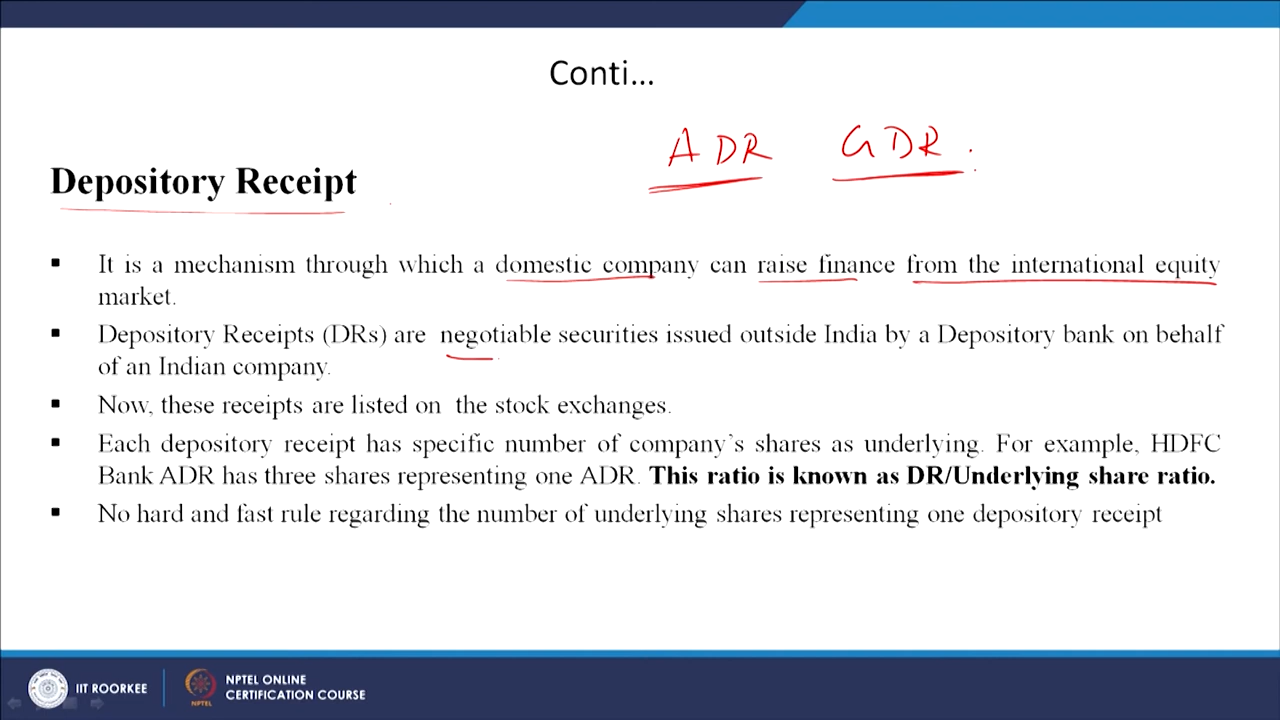 Conti...
ADR GDR.
Depository Receipt
▪ It is a mechanism through which a domestic company can raise finance from the international equity
market.
▪ Depository Receipts (DRs) are negotiable securities issued outside India by a Depository bank on behalf
of an Indian company.
▪ Now, these receipts are listed on the stock exchanges.
▪ Each depository receipt has specific number of company's shares as underlying. For example, HDFC
Bank ADR has three shares representing one ADR. This ratio is known as DR/Underlying share ratio.
▪ No hard and fast rule regarding the number of underlying shares representing one depository receipt
IIT ROORKEE
NPTEL
NPTEL ONLINE
CERTIFICATION COURSE